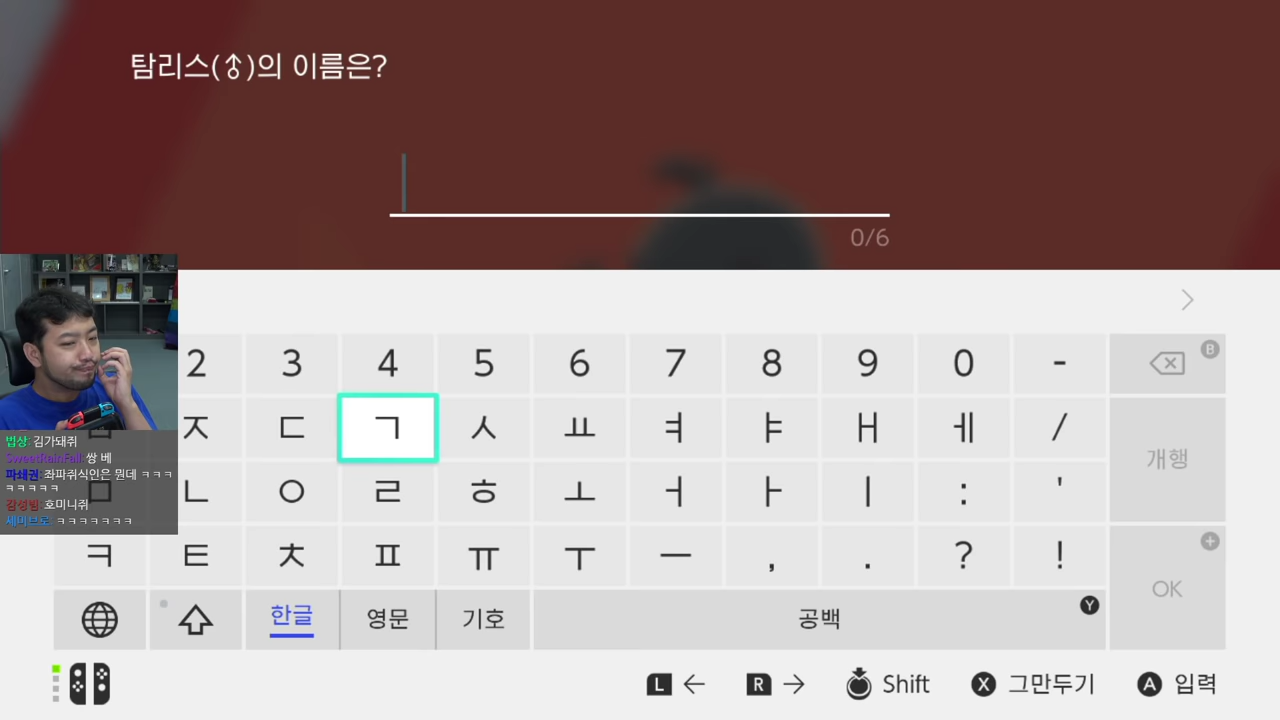 탐리스(♂)의 이름은?
0/6
2 3 4 5 6 7 8 9 0 - B
ㅈ ㄷ ㄱ ㅅ ㅛ ㅕ ㅑ ㅐ ㅔ / 개행
ㅁ ㄴ ㅇ ㄹ ㅎ ㅗ ㅓ ㅏ ㅣ : '
ㅋ ㅌ ㅊ ㅍ ㅠ ㅜ ㅡ , . ? ! + OK
한글 영문 기호 공백 Y
L ← R → Shift X 그만두기 A 입력
법상: 김가돼쥐
SweetRainFall: 쌍 베
파쇄권: 좌파쥐식인은 뭔데 ㅋㅋㅋ
ㅋㅋㅋㅋㅋ
감성빔: 호미니쥐
세미브로: ㅋㅋㅋㅋㅋㅋㅋ